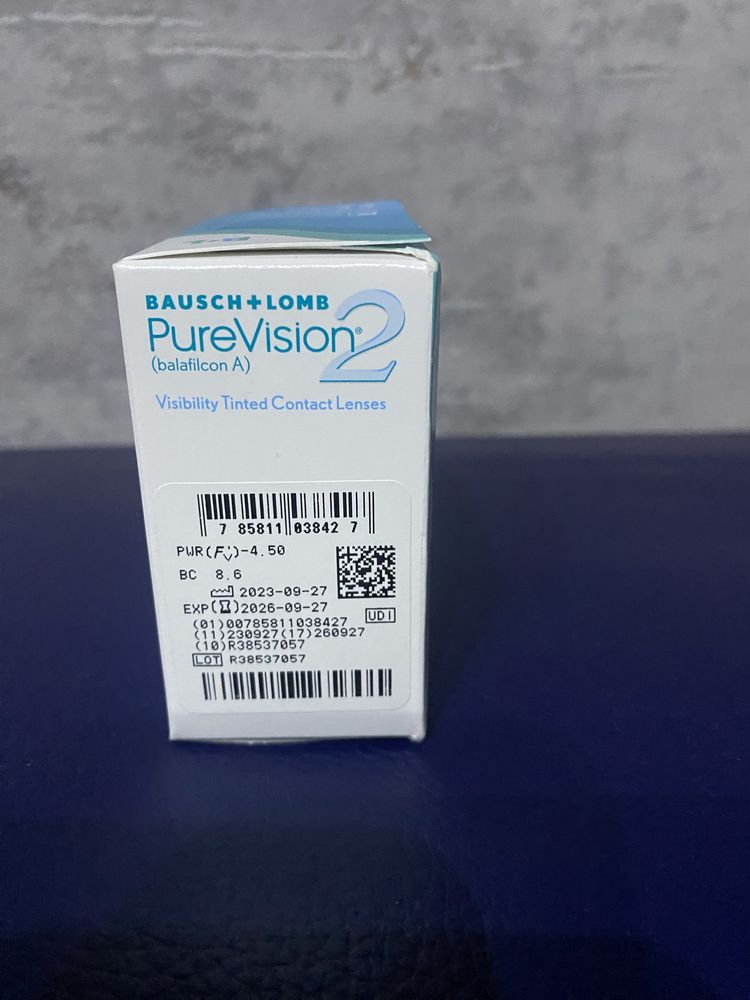 BAUSCH+LOMB
PureVision®2
(balafilcon A)
Visibility Tinted Contact Lenses
7 85811 03842 7
PWR(F'v)-4.50
BC 8.6
2023-09-27
EXP 2026-09-27
UDI
(01)00785811038427
(11)230927(17)260927
(10)R38537057
LOT R38537057